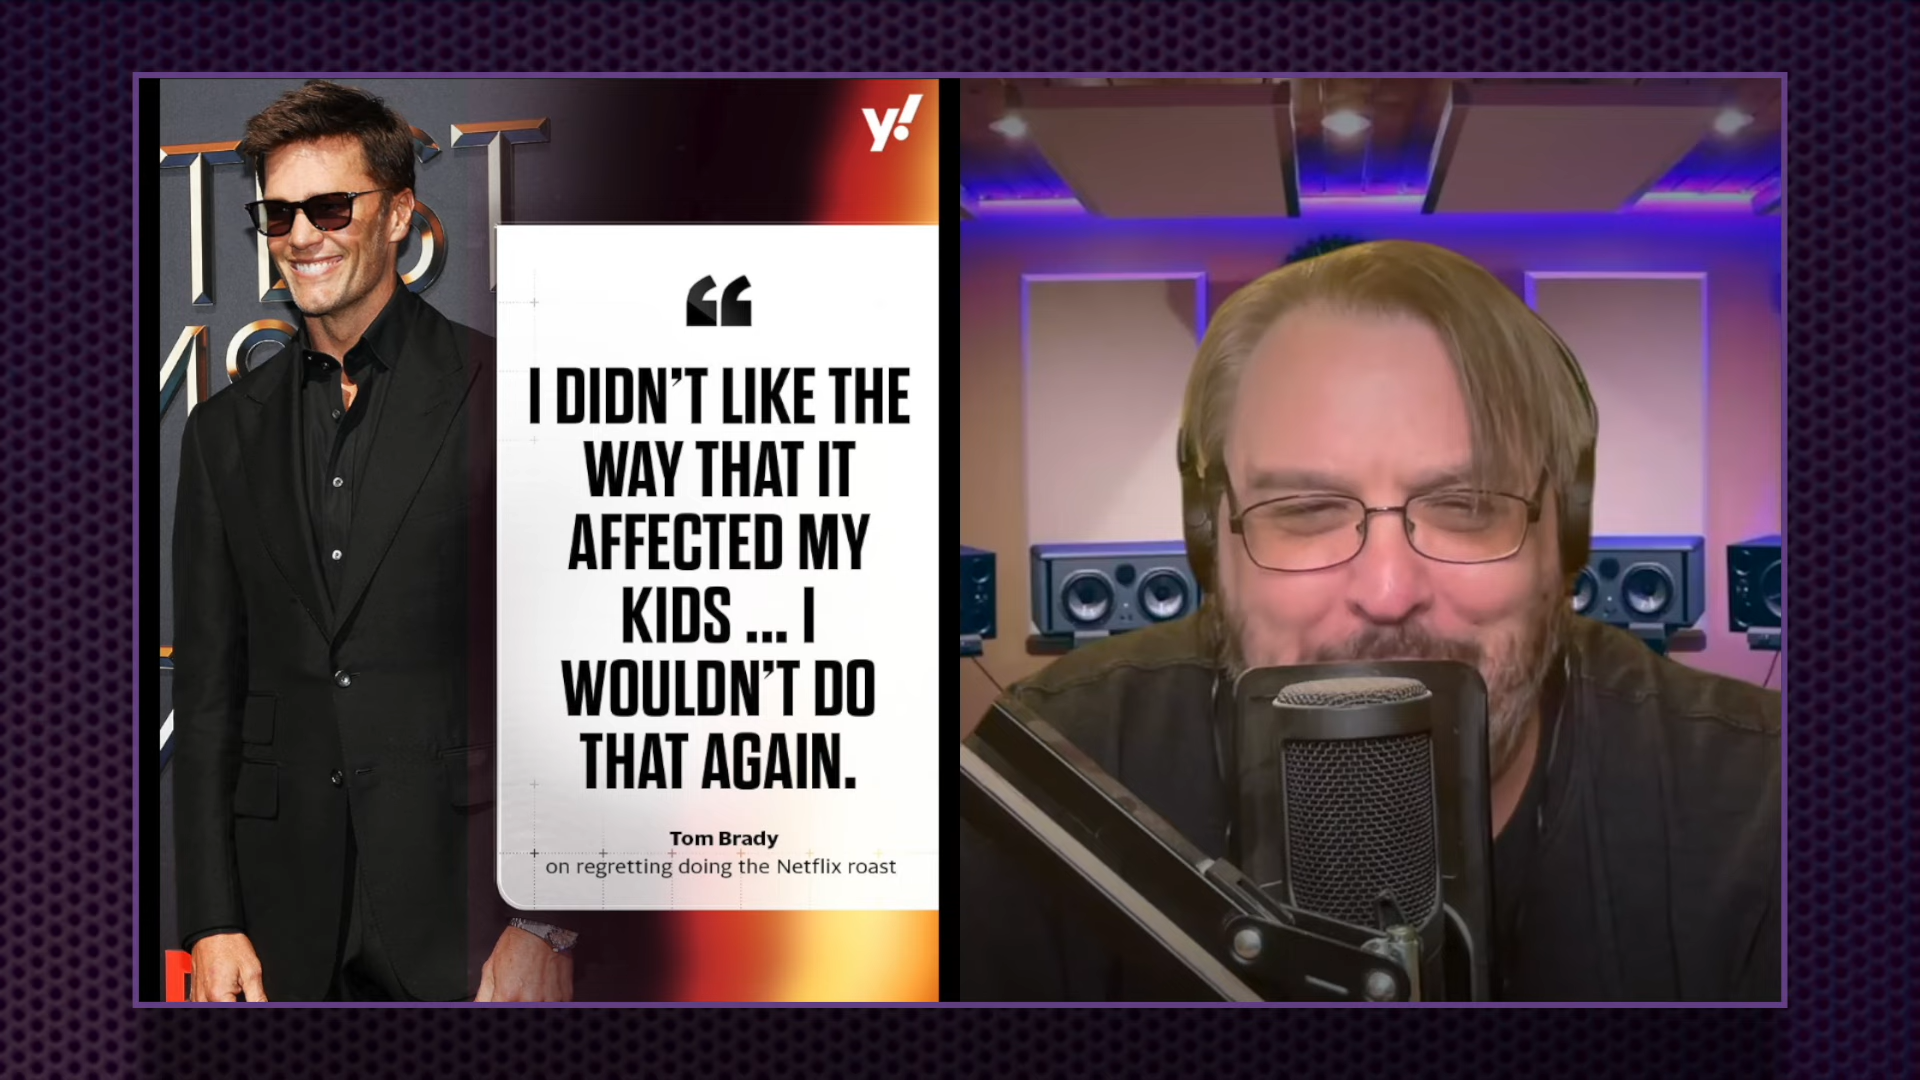 y!
“
I DIDN’T LIKE THE
WAY THAT IT
AFFECTED MY
KIDS ... I
WOULDN’T DO
THAT AGAIN.
Tom Brady
on regretting doing the Netflix roast